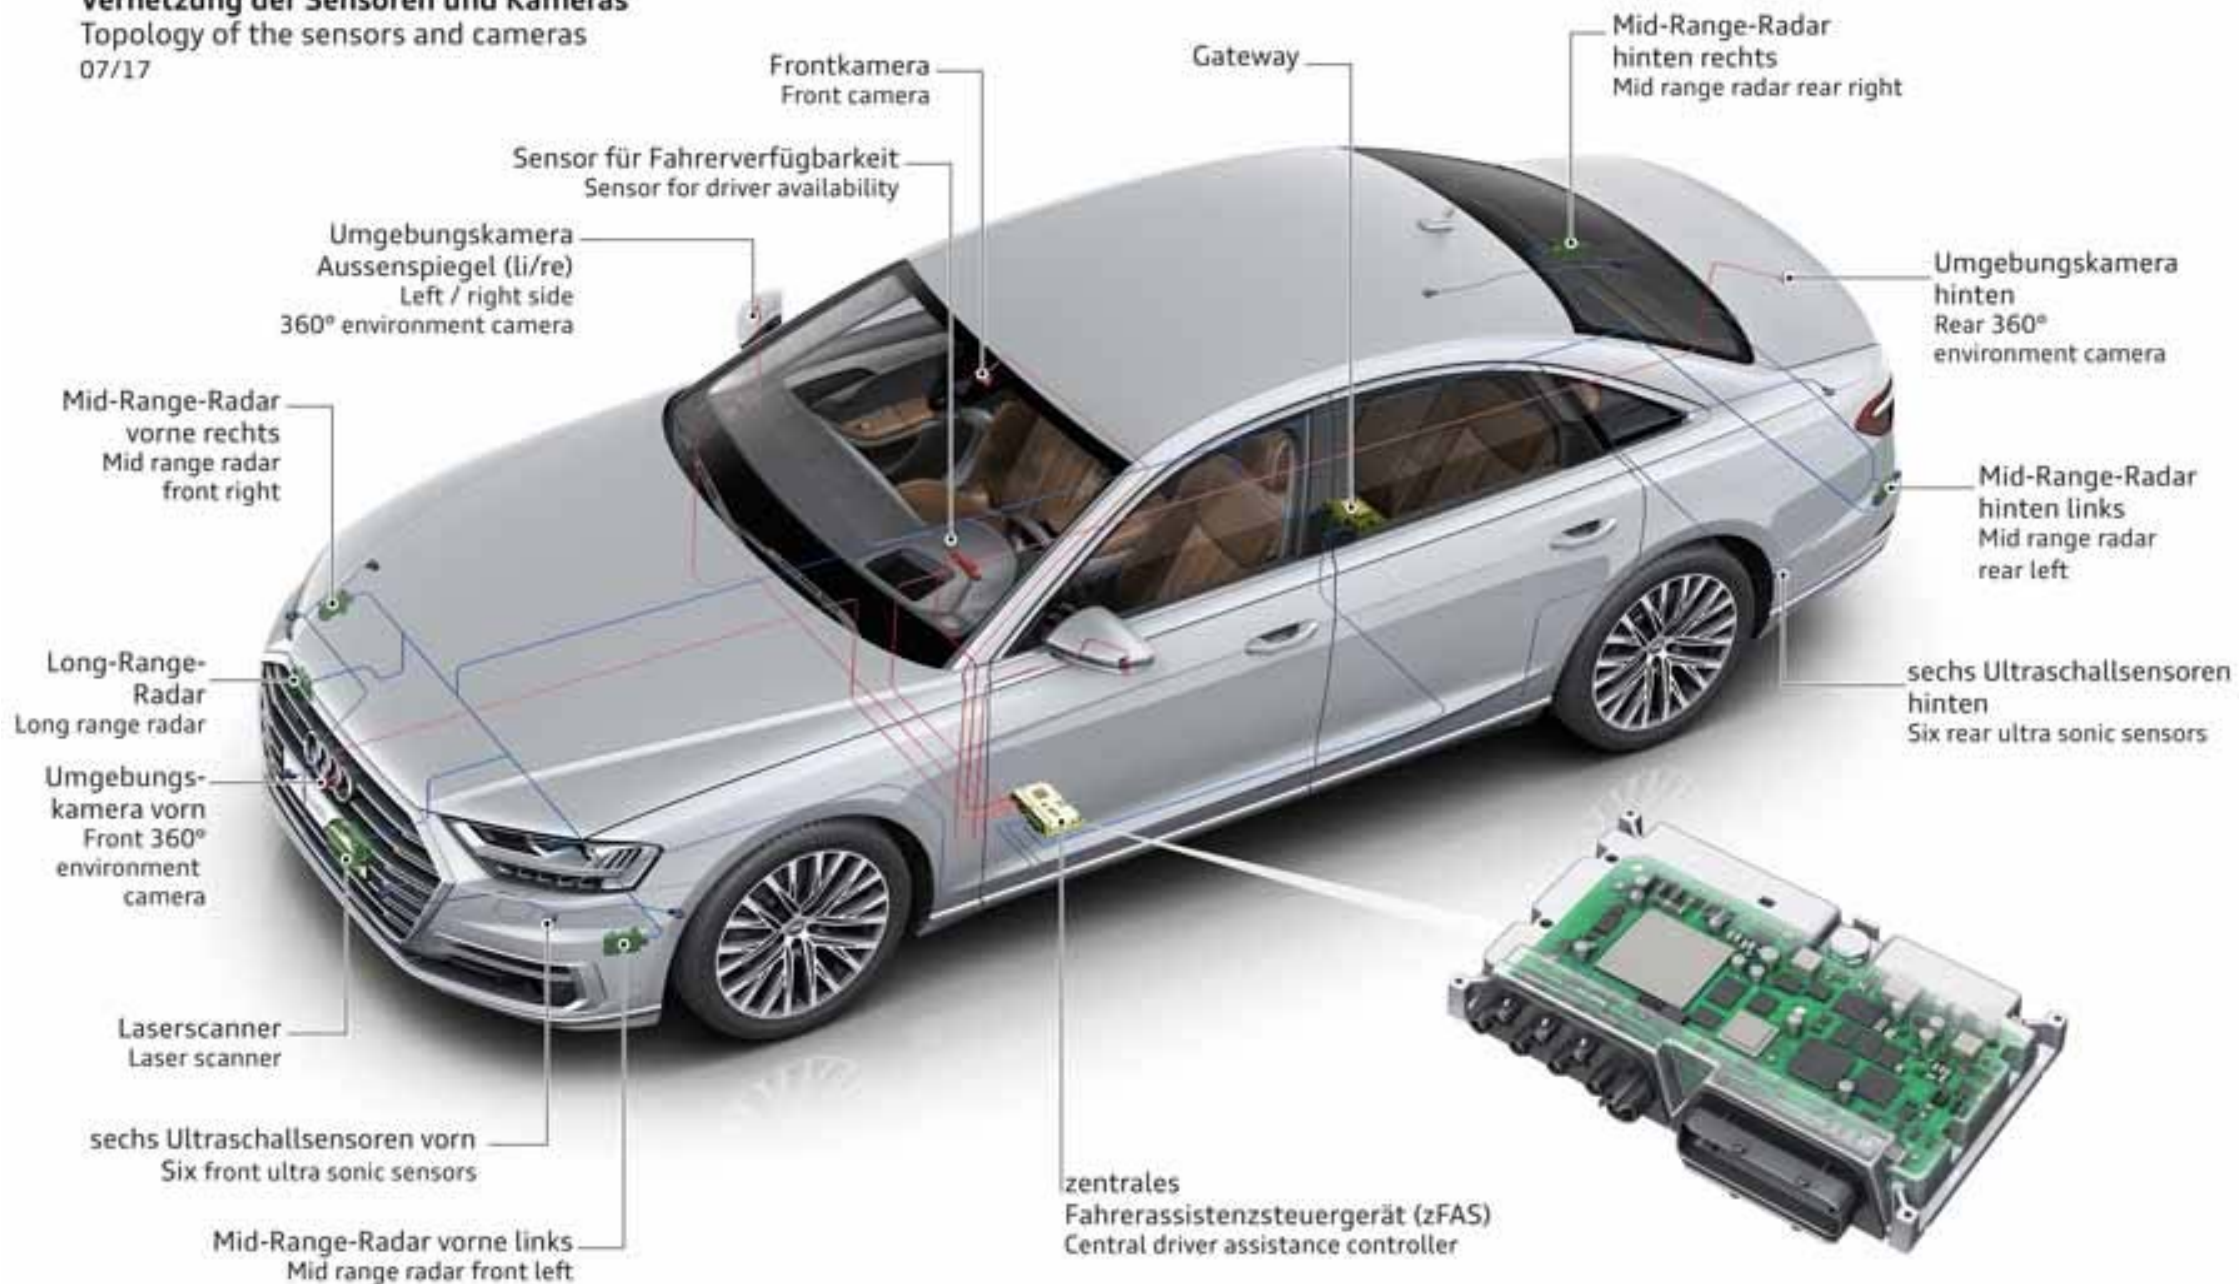 Vernetzung der Sensoren und Kameras
Topology of the sensors and cameras
07/17
Frontkamera
Front camera
Gateway
Mid-Range-Radar
hinten rechts
Mid range radar rear right
Sensor für Fahrerverfügbarkeit
Sensor for driver availability
Umgebungskamera
Aussenspiegel (li/re)
Left / right side
360° environment camera
Umgebungskamera
hinten
Rear 360°
environment camera
Mid-Range-Radar
vorne rechts
Mid range radar
front right
Mid-Range-Radar
hinten links
Mid range radar
rear left
Long-Range-
Radar
Long range radar
sechs Ultraschallsensoren
hinten
Six rear ultra sonic sensors
Umgebungs-
kamera vorn
Front 360°
environment
camera
Laserscanner
Laser scanner
sechs Ultraschallsensoren vorn
Six front ultra sonic sensors
Mid-Range-Radar vorne links
Mid range radar front left
zentrales
Fahrerassistenzsteuergerät (zFAS)
Central driver assistance controller